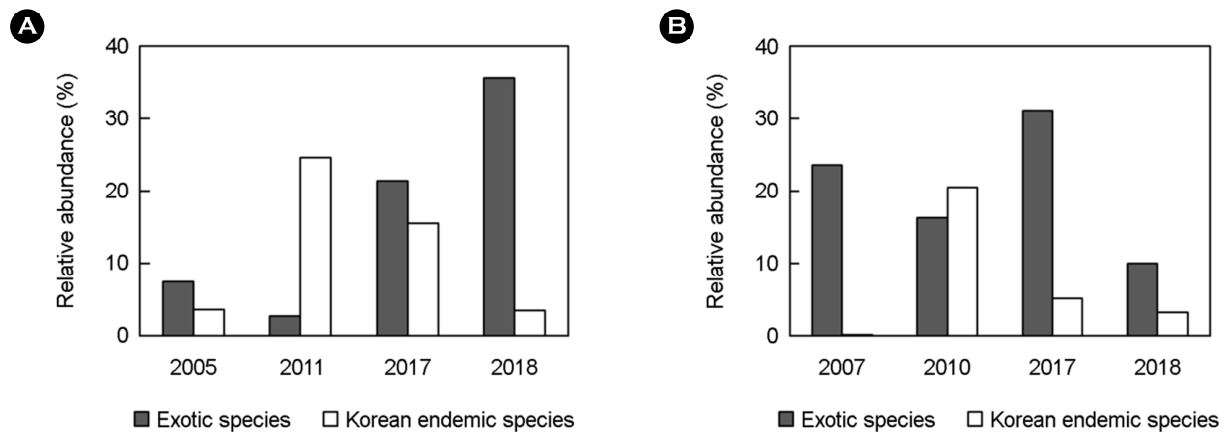 A
Relative abundance (%)
40
30
20
10
0
2005 2011 2017 2018
Exotic species Korean endemic species
B
Relative abundance (%)
40
30
20
10
0
2007 2010 2017 2018
Exotic species Korean endemic species